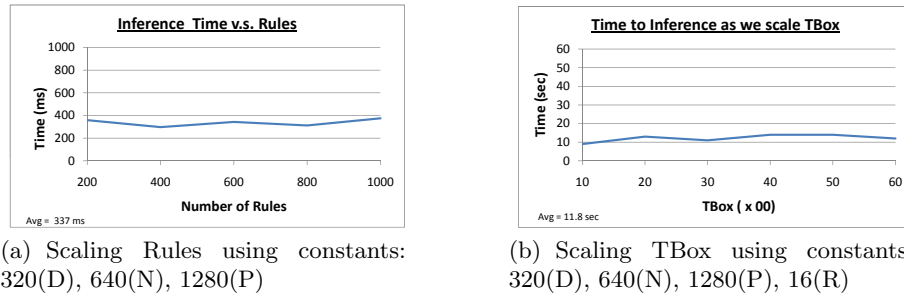 Inference Time v.s. Rules
1000
800
600
400
200
0
Time (ms)
200 400 600 800 1000
Number of Rules
Avg = 337 ms
(a) Scaling Rules using constants:
320(D), 640(N), 1280(P)
Time to Inference as we scale TBox
60
50
40
30
20
10
0
Time (sec)
10 20 30 40 50 60
TBox ( x 00)
Avg = 11.8 sec
(b) Scaling TBox using constants
320(D), 640(N), 1280(P), 16(R)